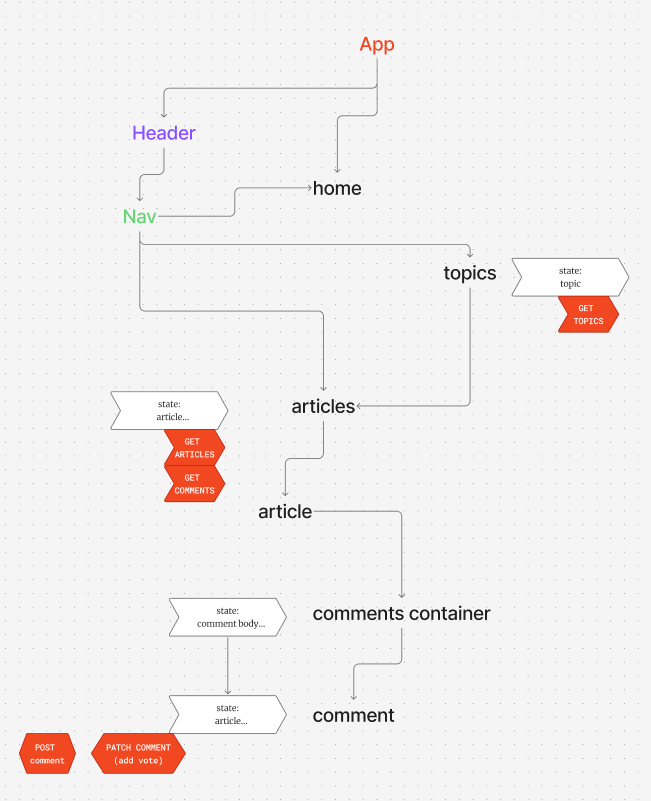 App
Header
home
Nav
topics
state:
topic
GET
TOPICS
articles
state:
article...
GET
ARTICLES
GET
COMMENTS
article
state:
comment body...
comments container
state:
article...
comment
POST
comment
PATCH COMMENT
(add vote)